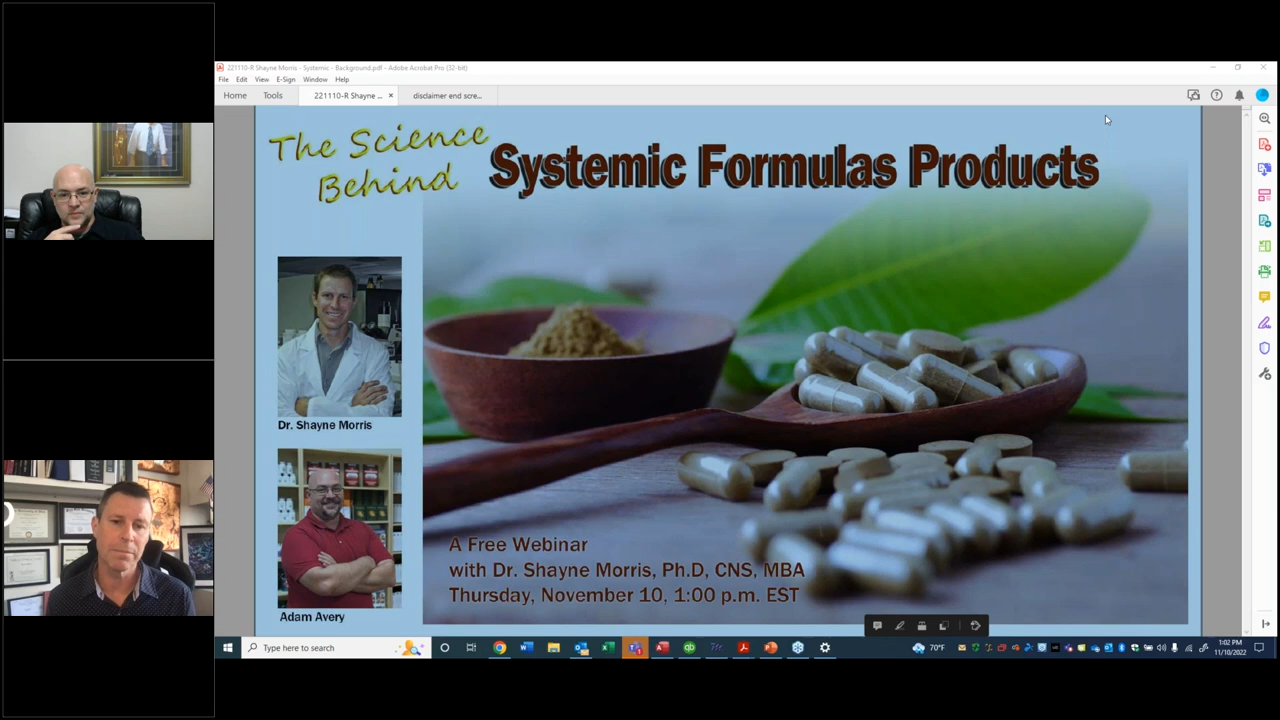 221110-R Shayne Morris - Systemic - Background.pdf - Adobe Acrobat Pro (32-bit)
File Edit View E-Sign Window Help
Home Tools 221110-R Shayne ... × disclaimer end scre...
The Science
Behind
Systemic Formulas Products
Dr. Shayne Morris
Adam Avery
A Free Webinar
with Dr. Shayne Morris, Ph.D, CNS, MBA
Thursday, November 10, 1:00 p.m. EST
Type here to search
70°F
1:02 PM
11/10/2022